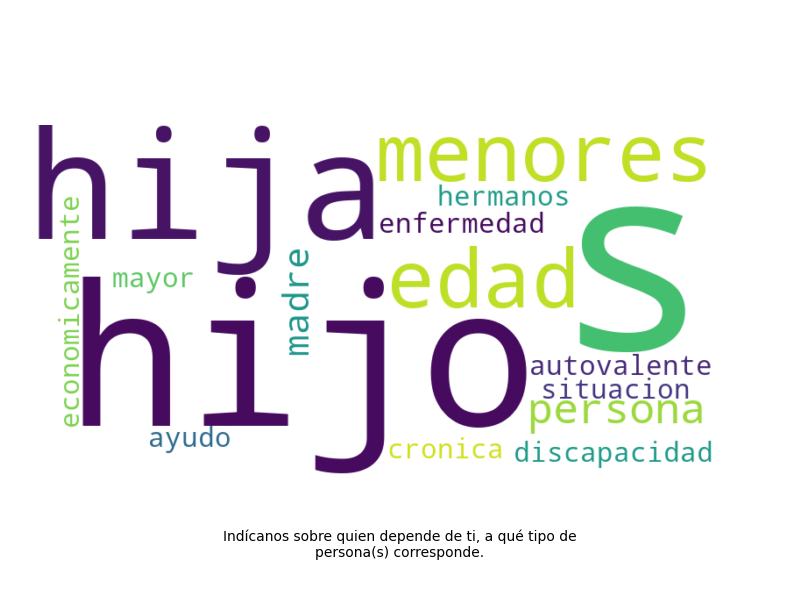 hija
menores
hermanos
enfermedad
s
economicamente
mayor
madre
edad
hijo
autovalente
situacion
persona
ayudo
cronica
discapacidad
Indícanos sobre quien depende de ti, a qué tipo de
persona(s) corresponde.